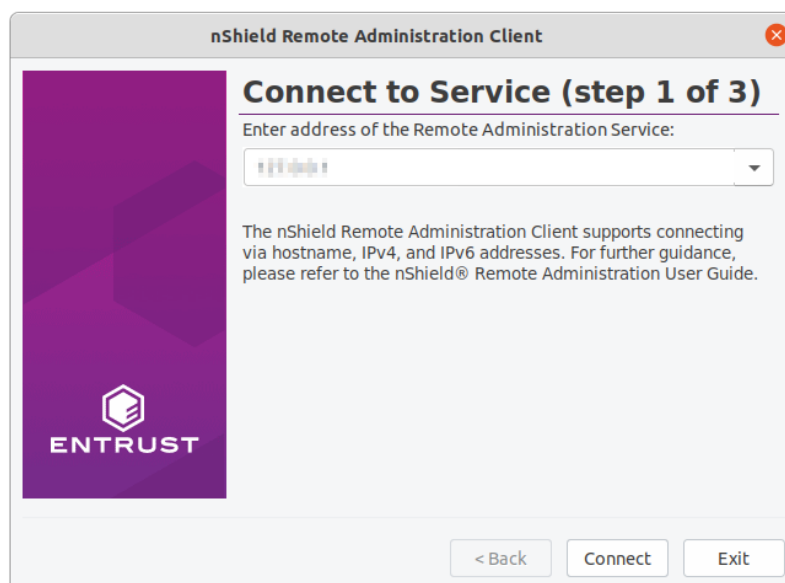 nShield Remote Administration Client
Connect to Service (step 1 of 3)
Enter address of the Remote Administration Service:
The nShield Remote Administration Client supports connecting
via hostname, IPv4, and IPv6 addresses. For further guidance,
please refer to the nShield® Remote Administration User Guide.
ENTRUST
< Back
Connect
Exit